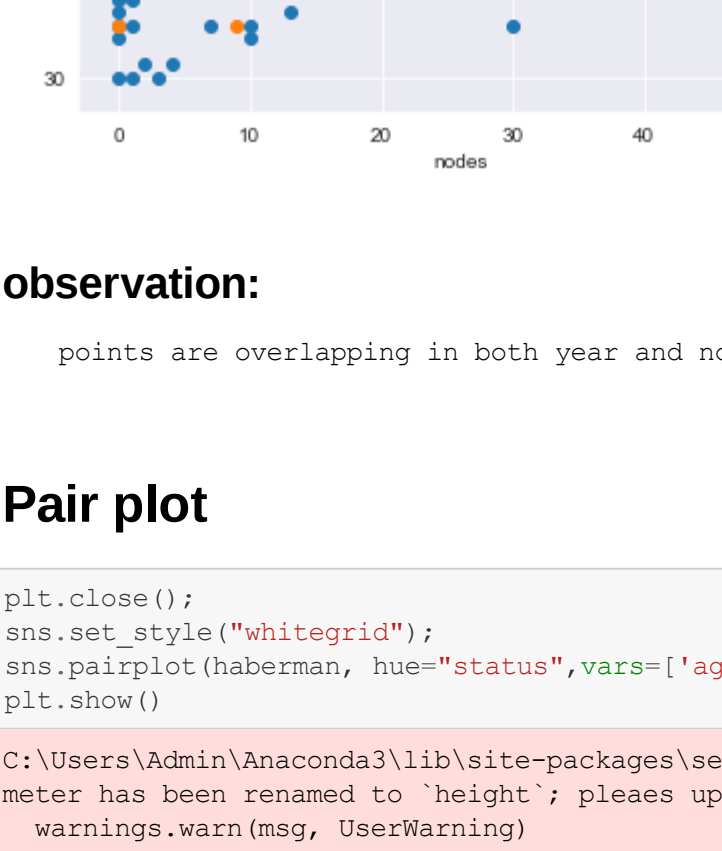 30
0 10 20 30 40
nodes
observation:
points are overlapping in both year and
Pair plot
plt.close();
sns.set_style("whitegrid");
sns.pairplot(haberman, hue="status",vars=['ag
plt.show()
C:\Users\Admin\Anaconda3\lib\site-packages\se
meter has been renamed to `height`; pleaes up
warnings.warn(msg, UserWarning)